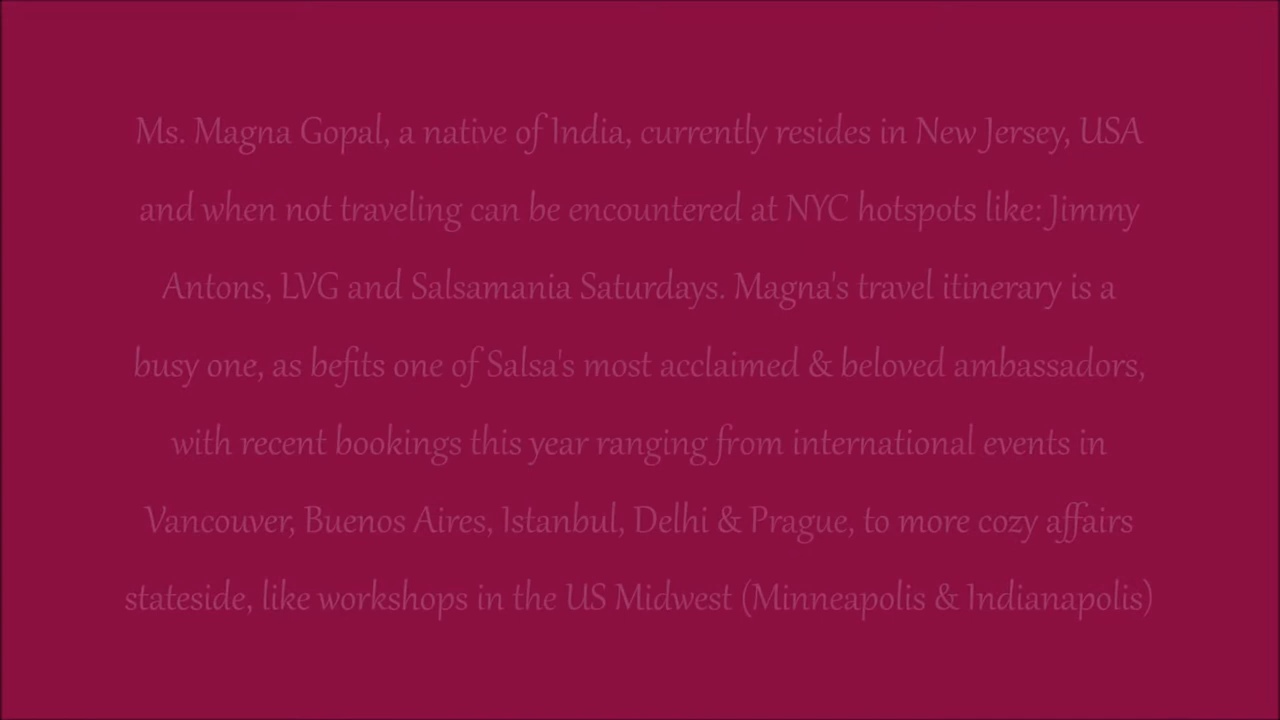 Ms. Magna Gopal, a native of India, currently resides in New Jersey, USA
and when not traveling can be encountered at NYC hotspots like: Jimmy
Antons, LVG and Salsamania Saturdays. Magna's travel itinerary is a
busy one, as befits one of Salsa's most acclaimed & beloved ambassadors,
with recent bookings this year ranging from international events in
Vancouver, Buenos Aires, Istanbul, Delhi & Prague, to more cozy affairs
stateside, like workshops in the US Midwest (Minneapolis & Indianapolis)